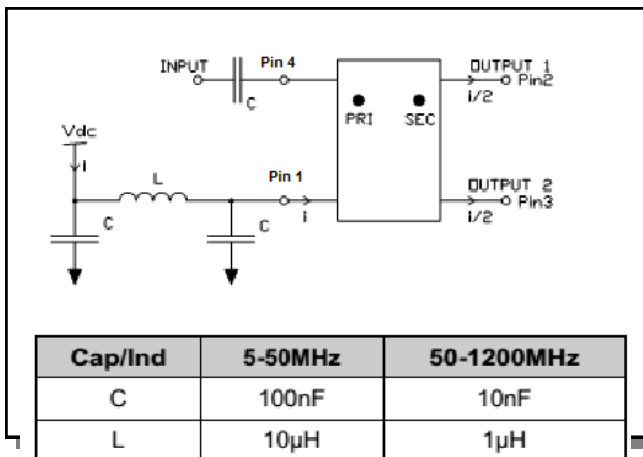 INPUT
Pin 4
C
OUTPUT 1
Pin2
i/2
PRI
SEC
Vdc
i
L
Pin 1
i
C
C
OUTPUT 2
Pin3
i/2
Cap/Ind 5-50MHz 50-1200MHz
C 100nF 10nF
L 10µH 1µH